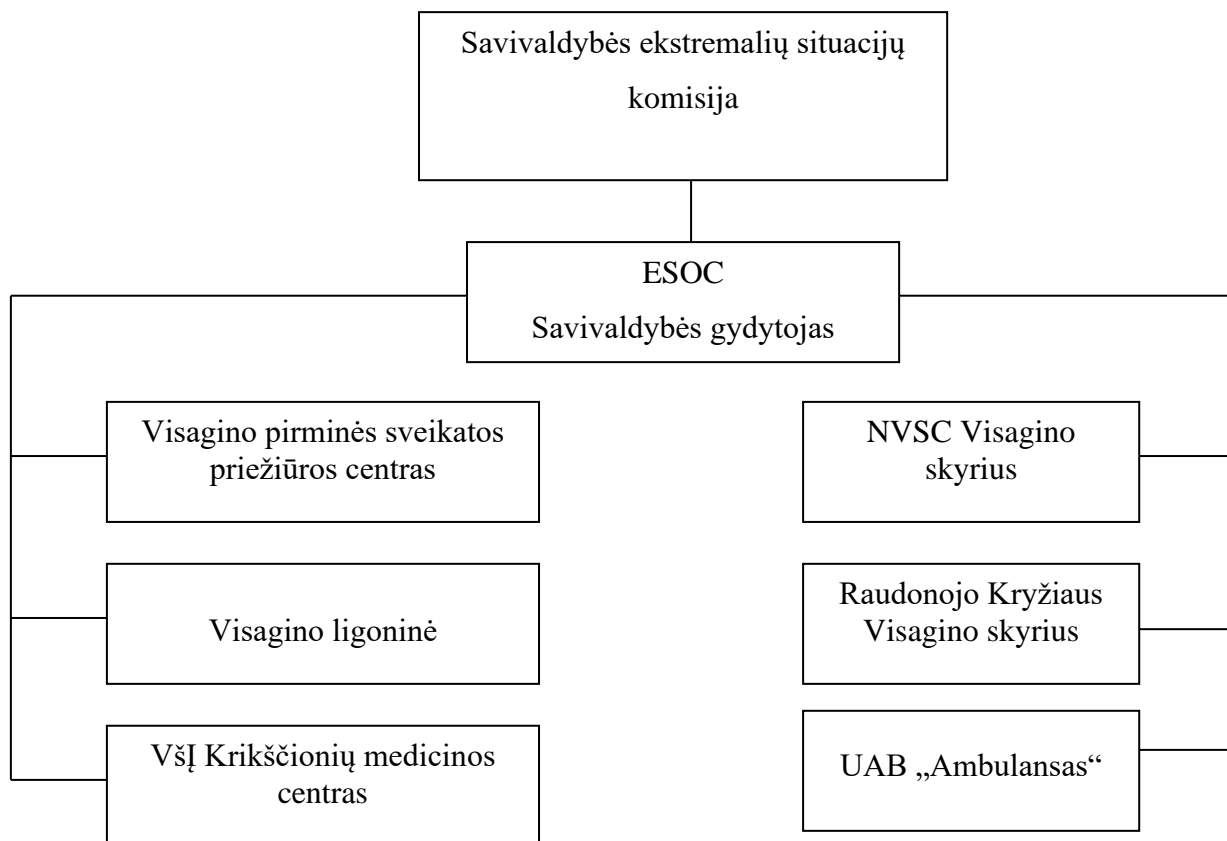 Savivaldybės ekstremalių situacijų
komisija
ESOC
Savivaldybės gydytojas
Visagino pirminės sveikatos
priežiūros centras
NVSC Visagino
skyrius
Visagino ligoninė
Raudonojo Kryžiaus
Visagino skyrius
VšĮ Krikščionių medicinos
centras
UAB „Ambulansas“